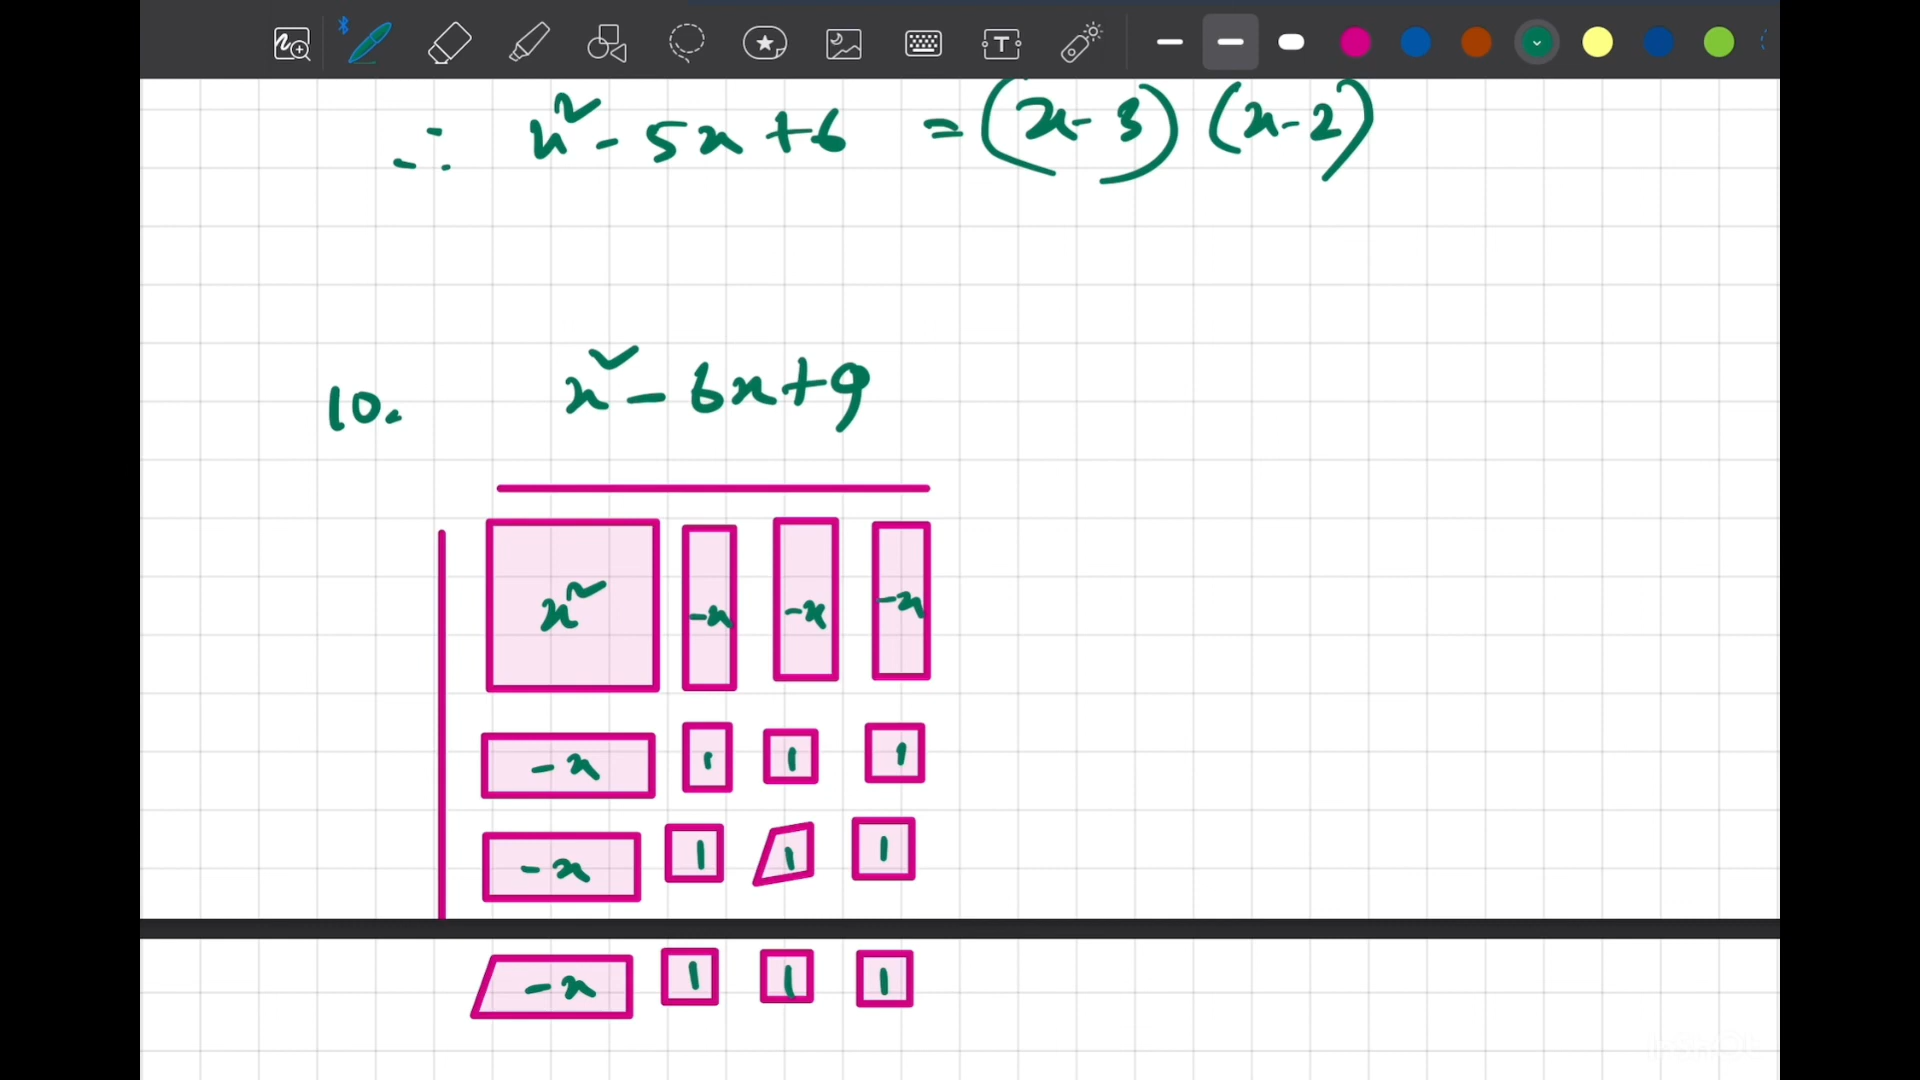 ∴ x² - 5x + 6 = (x - 3) (x - 2)
10. x² - 6x + 9
x² -x -x -x
-x 1 1 1
-x 1 1 1
-x 1 1 1